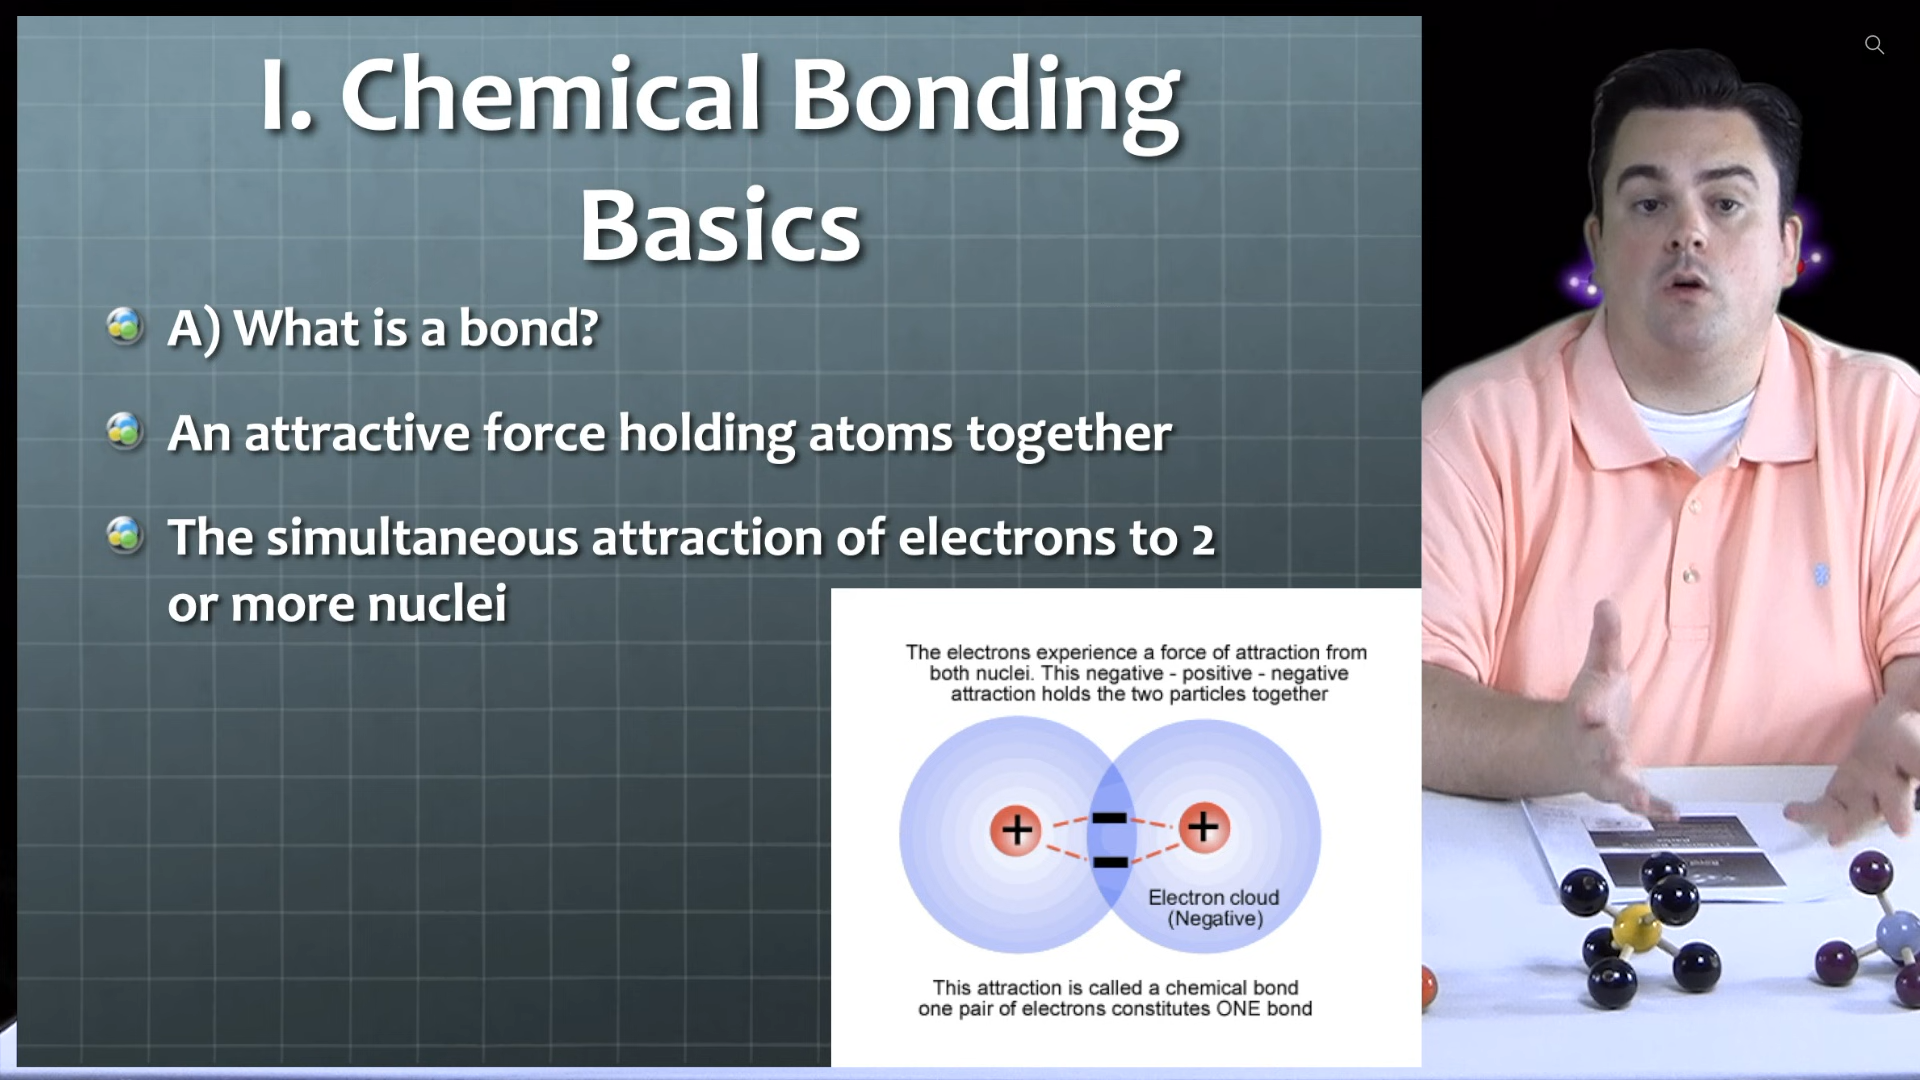 I. Chemical Bonding
Basics
A) What is a bond?
An attractive force holding atoms together
The simultaneous attraction of electrons to 2
or more nuclei
The electrons experience a force of attraction from
both nuclei. This negative - positive - negative
attraction holds the two particles together
+ − +
−
Electron cloud
(Negative)
This attraction is called a chemical bond
one pair of electrons constitutes ONE bond